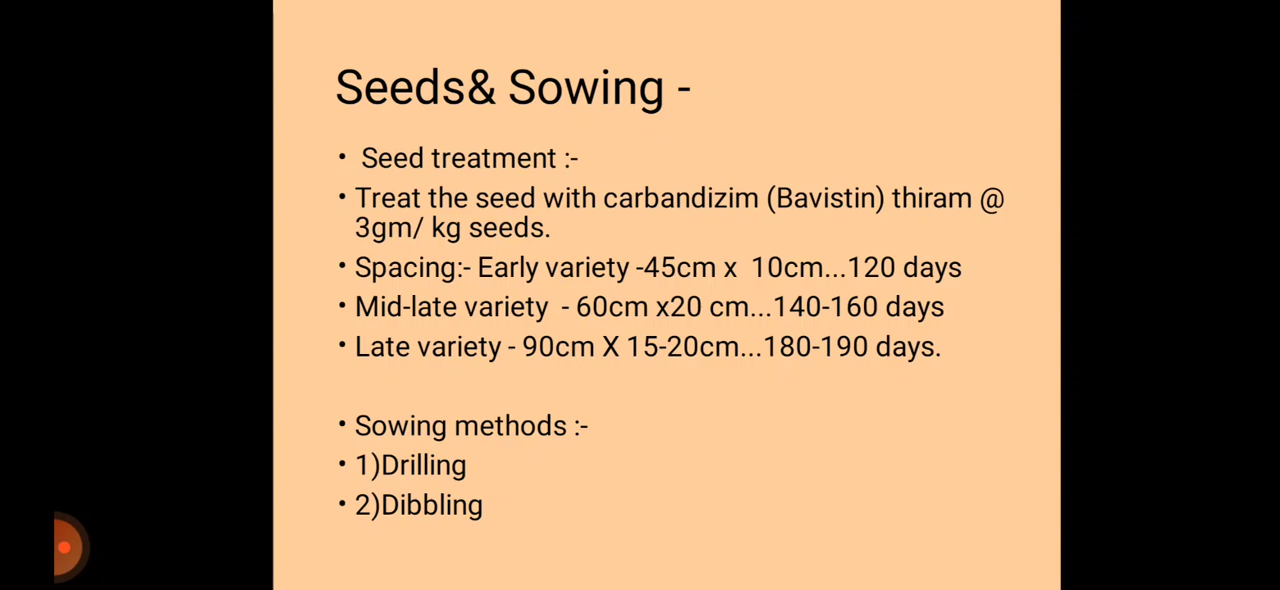 Seeds& Sowing -
• Seed treatment :-
• Treat the seed with carbandizim (Bavistin) thiram @
3gm/ kg seeds.
• Spacing:- Early variety -45cm x  10cm...120 days
• Mid-late variety  - 60cm x20 cm...140-160 days
• Late variety - 90cm X 15-20cm...180-190 days.
• Sowing methods :-
• 1)Drilling
• 2)Dibbling